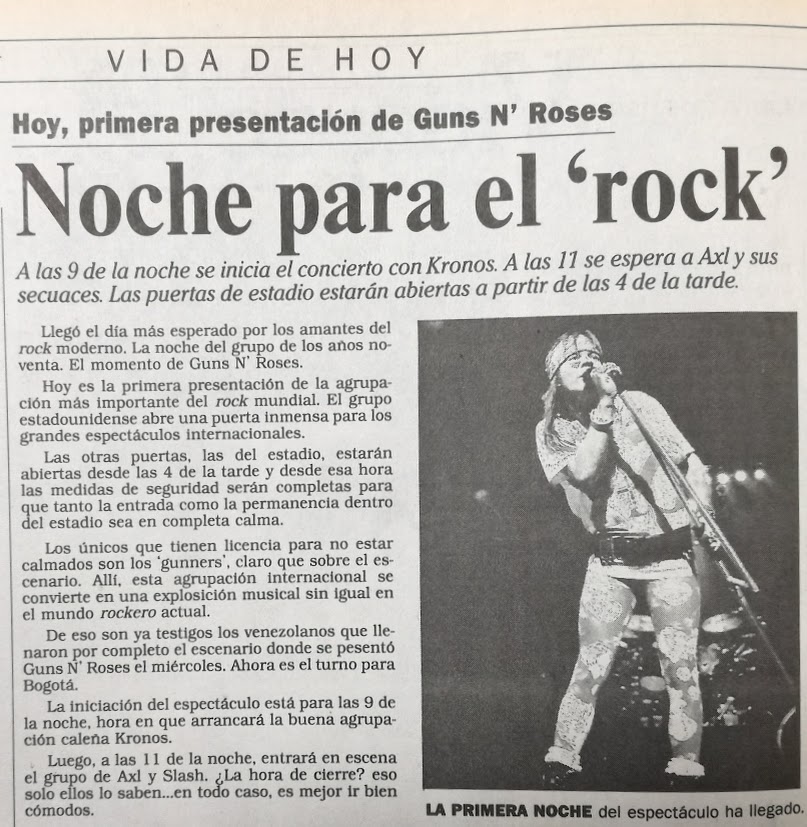 VIDA DE HOY
Hoy, primera presentación de Guns N' Roses
Noche para el ‘rock’
A las 9 de la noche se inicia el concierto con Kronos. A las 11 se espera a Axl y sus
secuaces. Las puertas de estadio estarán abiertas a partir de las 4 de la tarde.
Llegó el día más esperado por los amantes del
rock moderno. La noche del grupo de los años no-
venta. El momento de Guns N' Roses.
Hoy es la primera presentación de la agrupa-
ción más importante del rock mundial. El grupo
estadounidense abre una puerta inmensa para los
grandes espectáculos internacionales.
Las otras puertas, las del estadio, estarán
abiertas desde las 4 de la tarde y desde esa hora
las medidas de seguridad serán completas para
que tanto la entrada como la permanencia dentro
del estadio sea en completa calma.
Los únicos que tienen licencia para no estar
calmados son los ‘gunners’, claro que sobre el es-
cenario. Allí, esta agrupación internacional se
convierte en una explosión musical sin igual en
el mundo rockero actual.
De eso son ya testigos los venezolanos que lle-
naron por completo el escenario donde se pesentó
Guns N' Roses el miércoles. Ahora es el turno para
Bogotá.
La iniciación del espectáculo está para las 9 de
la noche, hora en que arrancará la buena agrupa-
ción caleña Kronos.
Luego, a las 11 de la noche, entrará en escena
el grupo de Axl y Slash. ¿La hora de cierre? eso
solo ellos lo saben...en todo caso, es mejor ir bien
cómodos.
LA PRIMERA NOCHE del espectáculo ha llegado.